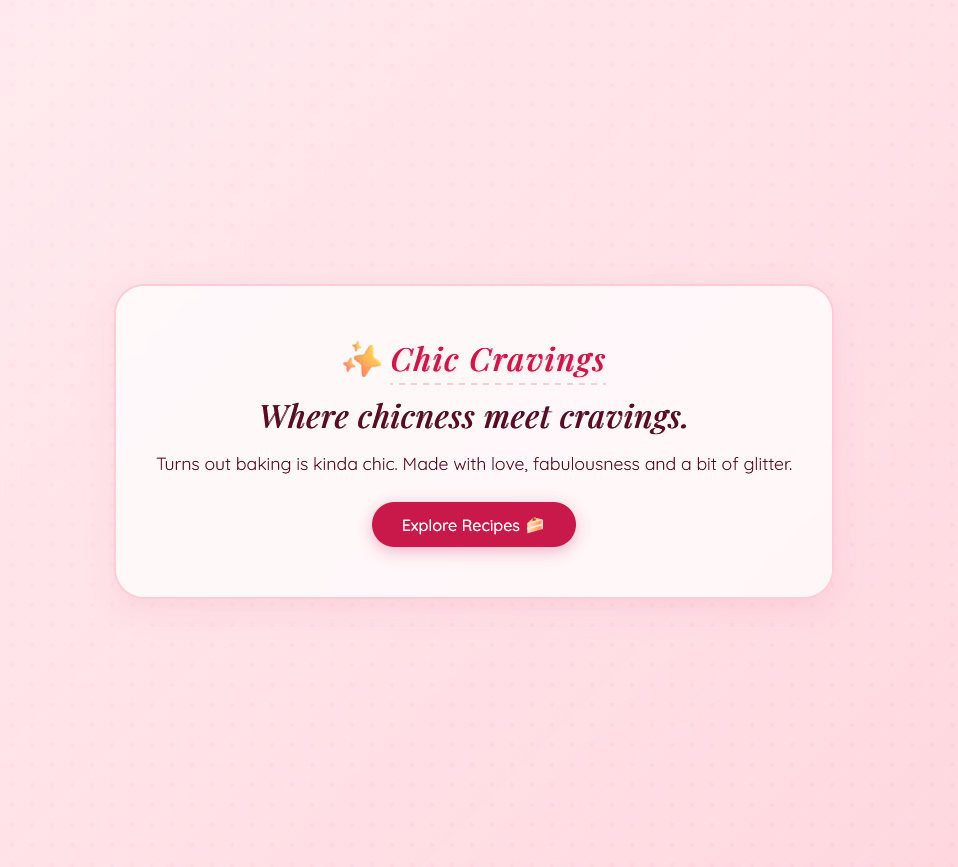 ✨ Chic Cravings
Where chicness meet cravings.
Turns out baking is kinda chic. Made with love, fabulousness and a bit of glitter.
Explore Recipes 🍰